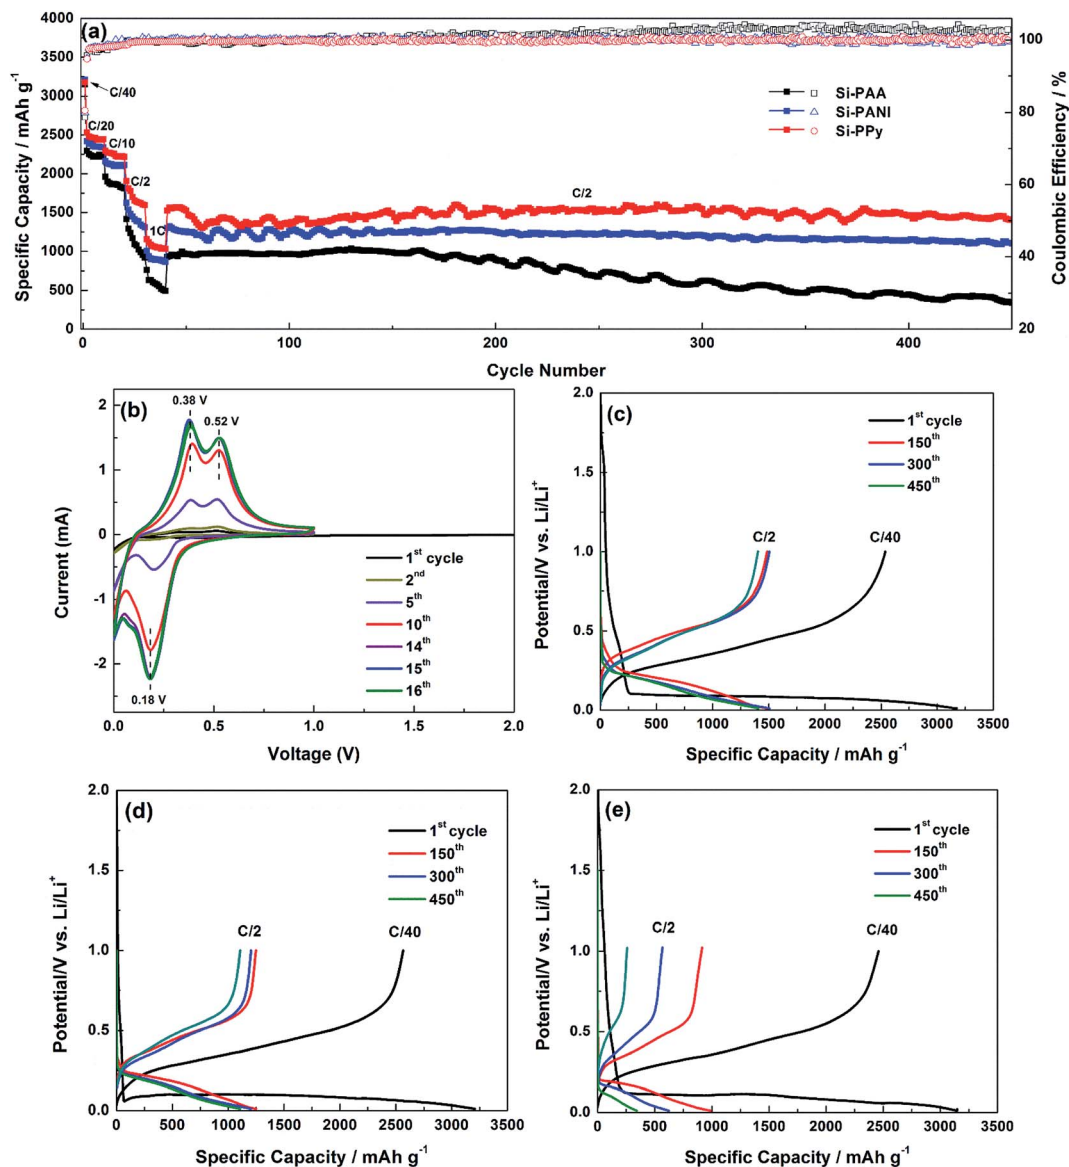 (a)
4000
3500
3000
2500
2000
1500
1000
500
0
Specific Capacity / mAh g-1
C/40
C/20
C/10
C/2
1C
C/2
Si-PAA
Si-PANI
Si-PPy
100
80
60
40
20
Coulombic Efficiency / %
0
100
200
300
400
Cycle Number
(b)
0.38 V
0.52 V
0.18 V
2
1
0
-1
-2
Current (mA)
1st cycle
2nd
5th
10th
14th
15th
16th
0.0
0.5
1.0
1.5
2.0
Voltage (V)
(c)
2.0
1.5
1.0
0.5
0.0
Potential/V vs. Li/Li+
1st cycle
150th
300th
450th
C/2
C/40
0
500
1000
1500
2000
2500
3000
3500
Specific Capacity / mAh g-1
(d)
2.0
1.5
1.0
0.5
0.0
Potential/V vs. Li/Li+
1st cycle
150th
300th
450th
C/2
C/40
0
500
1000
1500
2000
2500
3000
3500
Specific Capacity / mAh g-1
(e)
2.0
1.5
1.0
0.5
0.0
Potential/V vs. Li/Li+
1st cycle
150th
300th
450th
C/2
C/40
0
500
1000
1500
2000
2500
3000
3500
Specific Capacity / mAh g-1